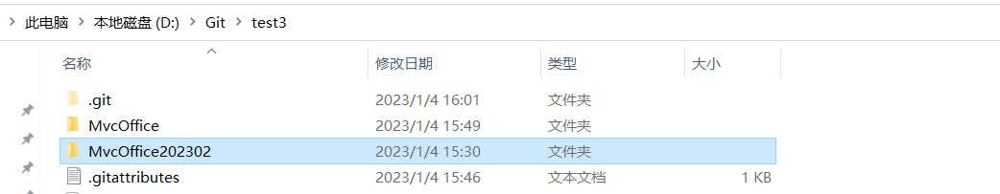 此电脑 > 本地磁盘 (D:) > Git > test3
名称 修改日期 类型 大小
.git 2023/1/4 16:01 文件夹
MvcOffice 2023/1/4 15:49 文件夹
MvcOffice202302 2023/1/4 15:30 文件夹
.gitattributes 2023/1/4 15:46 文本文档 1 KB